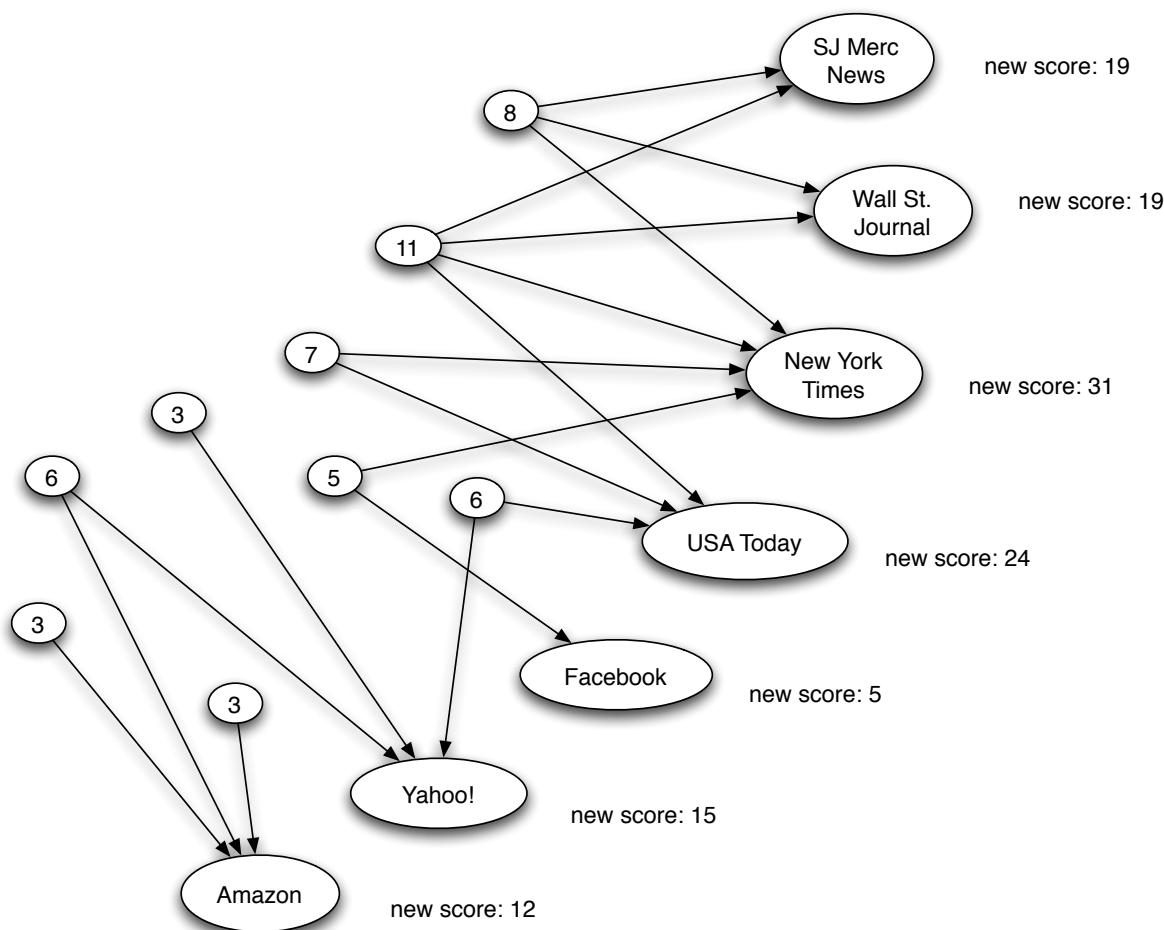 SJ Merc
News
new score: 19
8
Wall St.
Journal
new score: 19
11
7
New York
Times
new score: 31
3
6
5
6
USA Today
new score: 24
3
Facebook
new score: 5
3
Yahoo!
new score: 15
Amazon
new score: 12